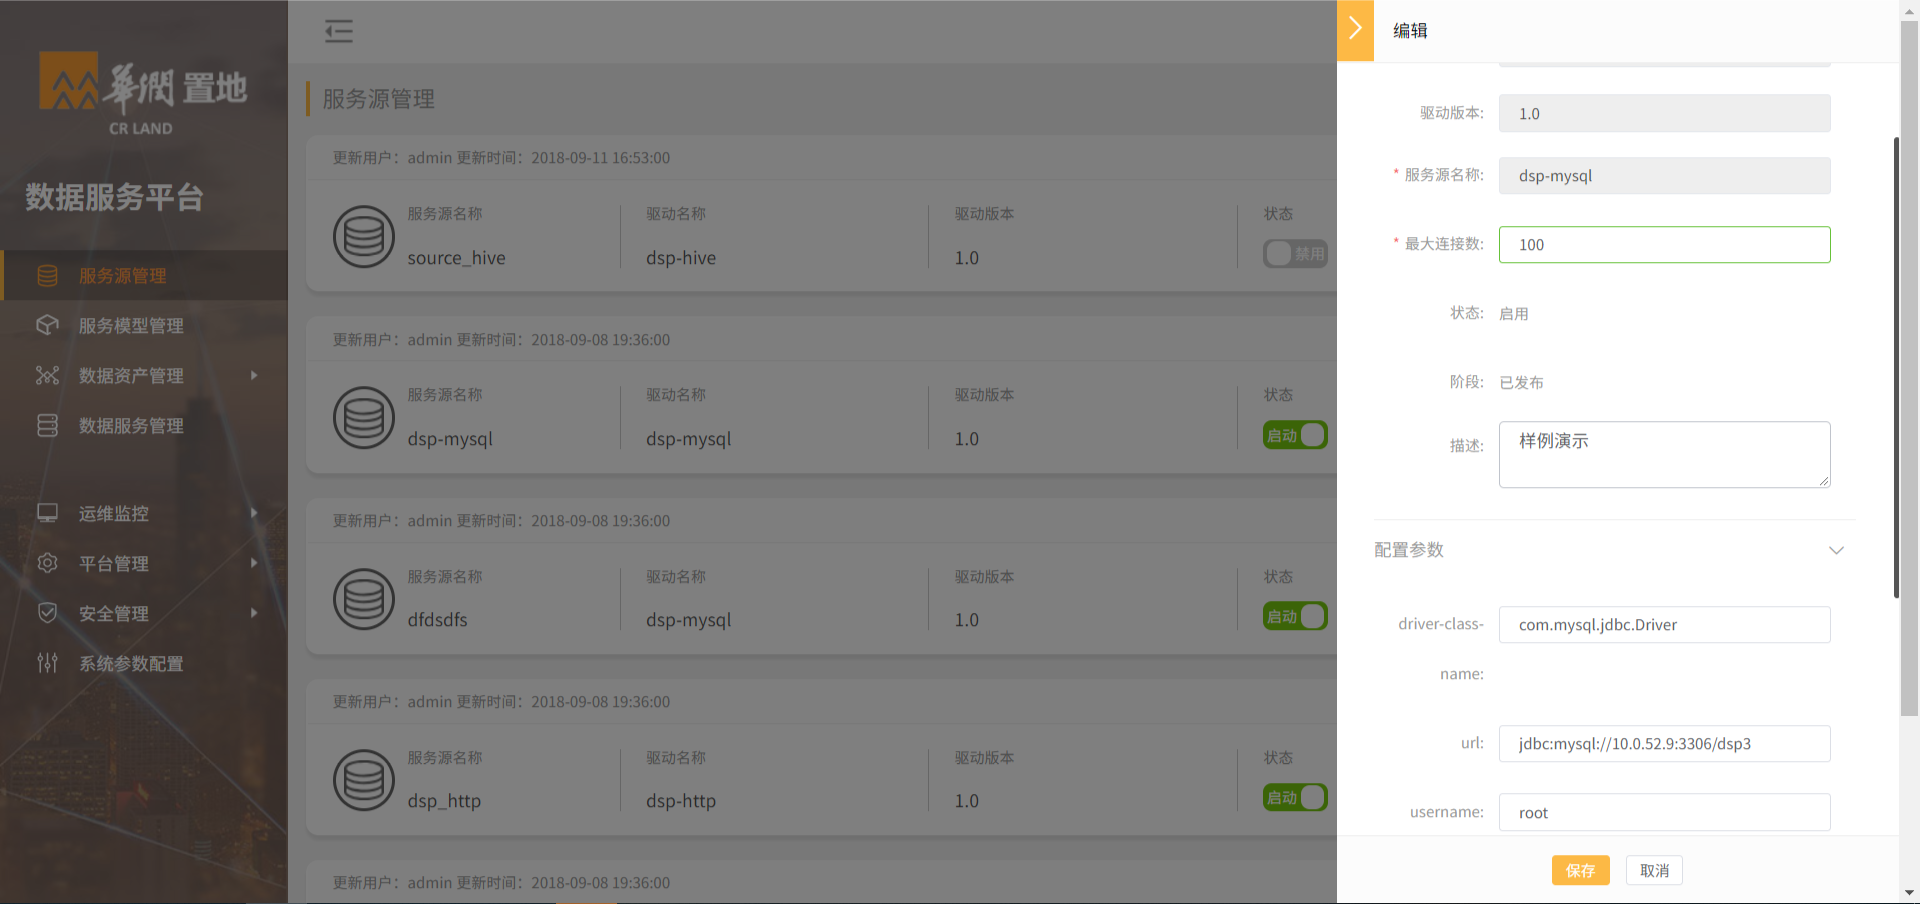 華潤 置地
CR LAND
数据服务平台
服务源管理
服务模型管理
数据资产管理
数据服务管理
运维监控
平台管理
安全管理
系统参数配置
服务源管理
更新用户：admin 更新时间：2018-09-11 16:53:00
服务源名称 驱动名称 驱动版本 状态
source_hive dsp-hive 1.0 禁用
更新用户：admin 更新时间：2018-09-08 19:36:00
服务源名称 驱动名称 驱动版本 状态
dsp-mysql dsp-mysql 1.0 启动
更新用户：admin 更新时间：2018-09-08 19:36:00
服务源名称 驱动名称 驱动版本 状态
dfdsdfs dsp-mysql 1.0 启动
更新用户：admin 更新时间：2018-09-08 19:36:00
服务源名称 驱动名称 驱动版本 状态
dsp_http dsp-http 1.0 启动
更新用户：admin 更新时间：2018-09-08 19:36:00
编辑
驱动版本: 1.0
* 服务源名称: dsp-mysql
* 最大连接数: 100
状态: 启用
阶段: 已发布
描述: 样例演示
配置参数
driver-class- com.mysql.jdbc.Driver
name:
url: jdbc:mysql://10.0.52.9:3306/dsp3
username: root
保存 取消